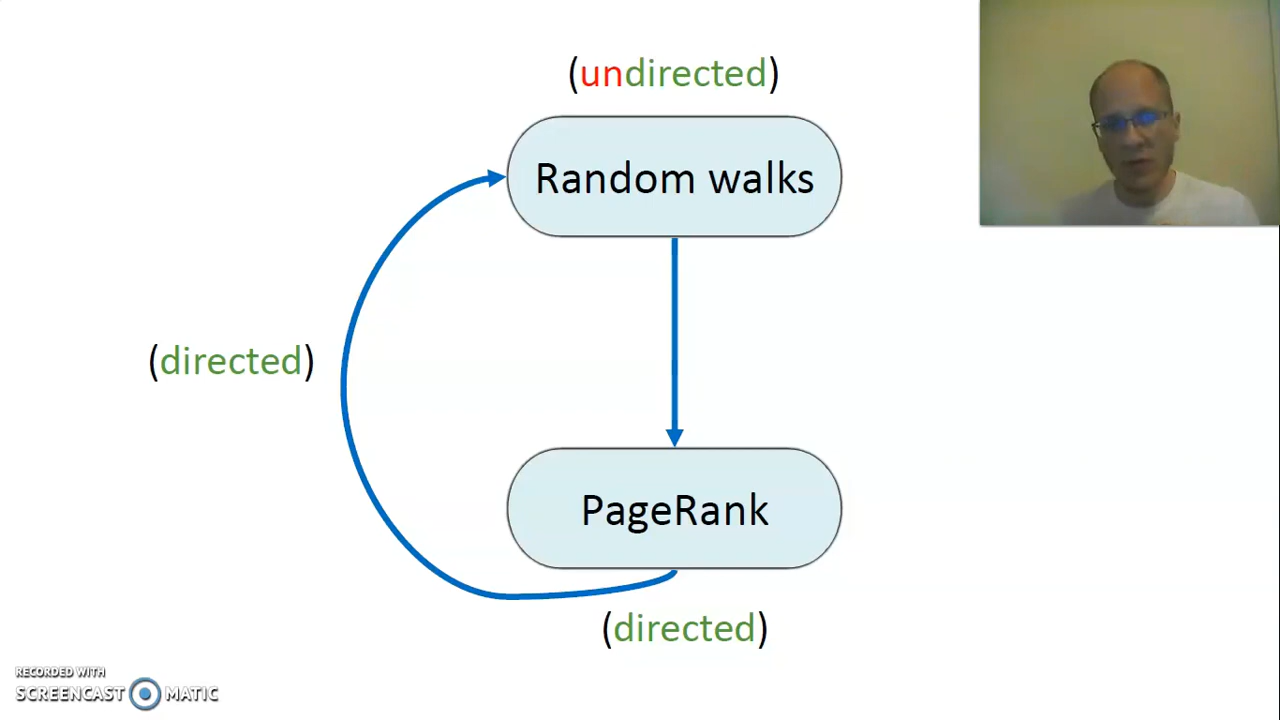 (undirected)
Random walks
(directed)
PageRank
(directed)
RECORDED WITH
SCREENCAST MATIC